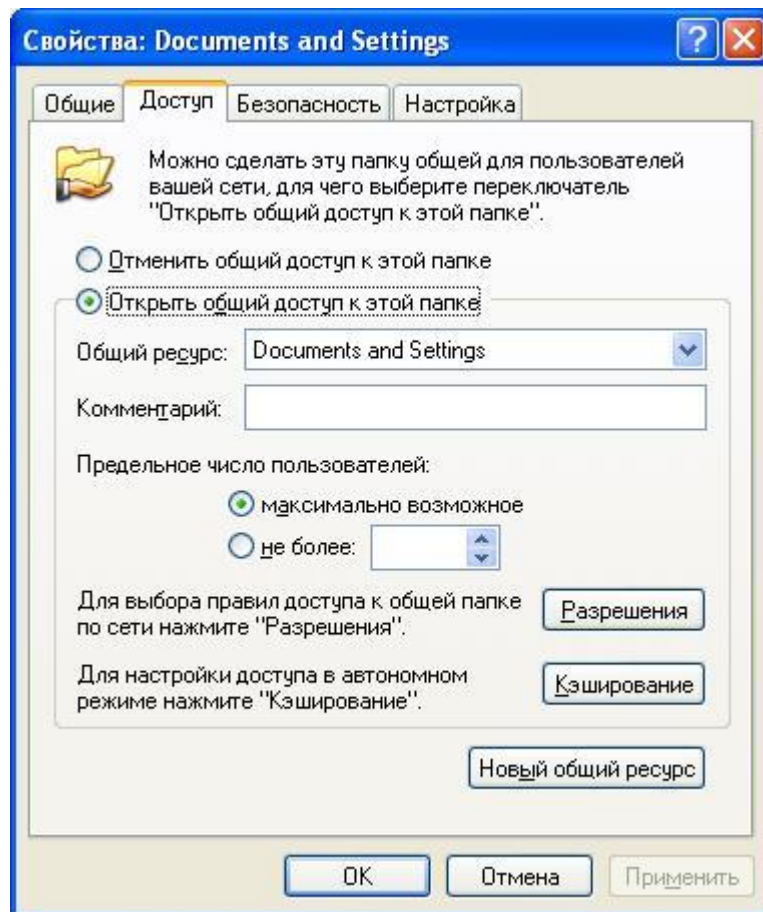 Свойства: Documents and Settings
Общие Доступ Безопасность Настройка
Можно сделать эту папку общей для пользователей
вашей сети, для чего выберите переключатель
"Открыть общий доступ к этой папке".
Отменить общий доступ к этой папке
Открыть общий доступ к этой папке
Общий ресурс: Documents and Settings
Комментарий:
Предельное число пользователей:
максимально возможное
не более:
Для выбора правил доступа к общей папке
по сети нажмите "Разрешения".
Разрешения
Для настройки доступа в автономном
режиме нажмите "Кэширование".
Кэширование
Новый общий ресурс
OK Отмена Применить